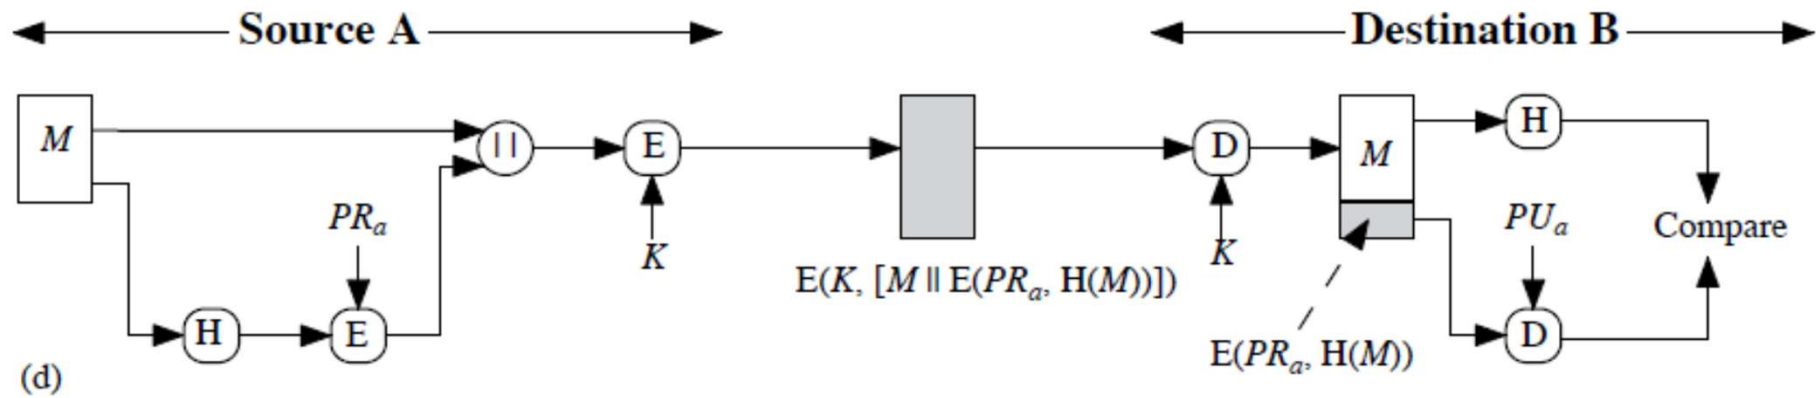 Source A
Destination B
M
||
E
D
M
H
PRₐ
K
K
PUₐ
Compare
E(K, [M || E(PRₐ, H(M))])
H
E
E(PRₐ, H(M))
D
(d)